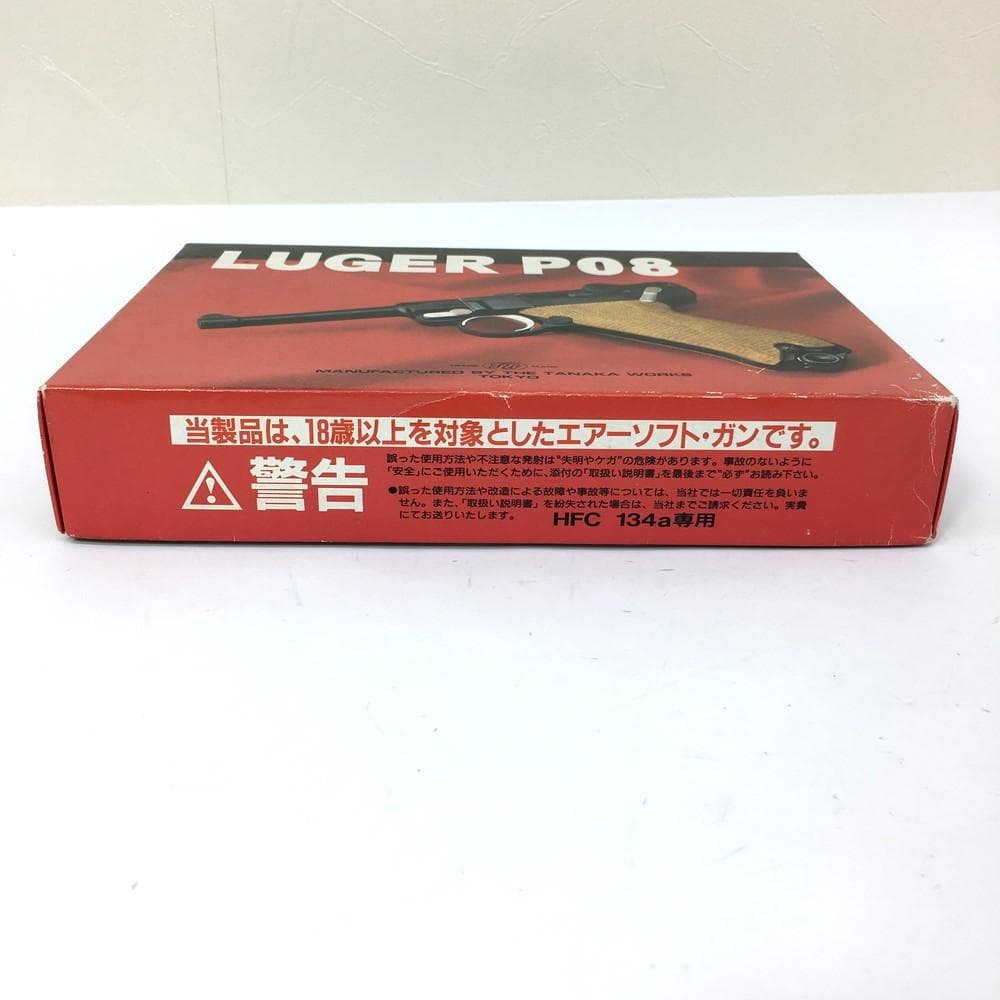 LUGER P08
MANUFACTURED BY THE TANAKA WORKS
TOKYO
当製品は、18歳以上を対象としたエアーソフト・ガンです。
警告
誤った使用方法や不注意な発射は"失明やケガ"の危険があります。事故のないように
「安全」にご使用いただくために、添付の「取扱い説明書」を最後まで"必ず"お読み下さい。
●誤った使用方法や改造による故障や事故等については、当社では一切責任を負いま
せん。また、「取扱い説明書」を紛失された場合は、当社までご請求ください。実費
にてお送りいたします。
HFC 134a専用